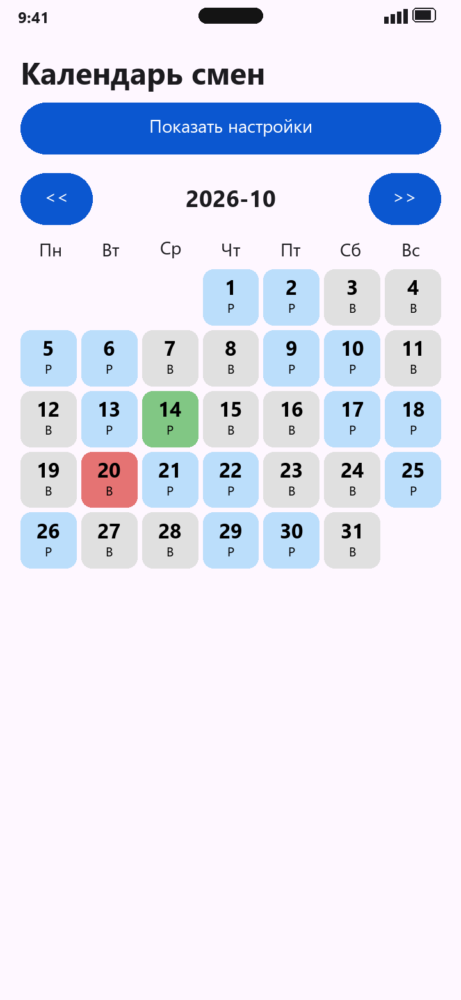 9:41
Календарь смен
Показать настройки
<< 2026-10 >>
Пн Вт Ср Чт Пт Сб Вс
1 2 3 4
Р Р В В
5 6 7 8 9 10 11
Р Р В В Р Р В
12 13 14 15 16 17 18
В Р Р В В Р Р
19 20 21 22 23 24 25
В В Р Р В В Р
26 27 28 29 30 31
Р В В Р Р В